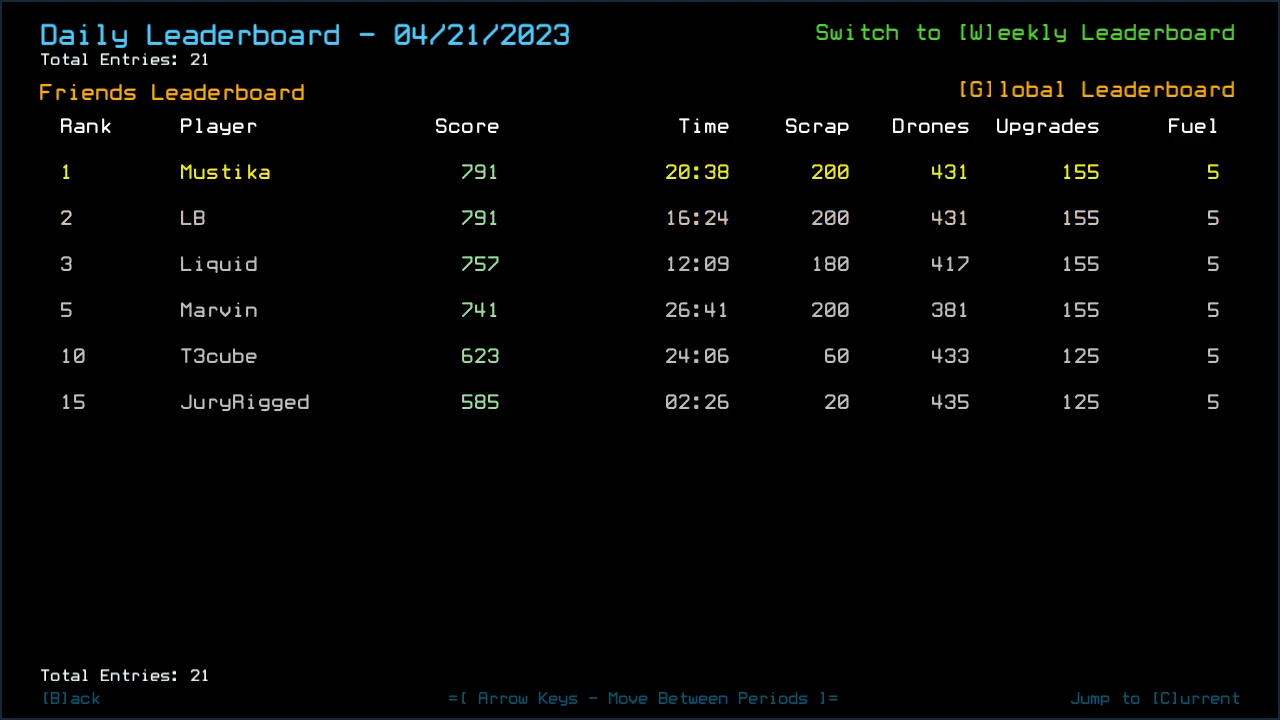 Daily Leaderboard - 04/21/2023 Switch to [W]eekly Leaderboard
Total Entries: 21
Friends Leaderboard [G]lobal Leaderboard
Rank Player Score Time Scrap Drones Upgrades Fuel
1 Mustika 791 20:38 200 431 155 5
2 LB 791 16:24 200 431 155 5
3 Liquid 757 12:09 180 417 155 5
5 Marvin 741 26:41 200 381 155 5
10 T3cube 623 24:06 60 433 125 5
15 JuryRigged 585 02:26 20 435 125 5
Total Entries: 21
[B]ack =[ Arrow Keys - Move Between Periods ]= Jump to [C]urrent